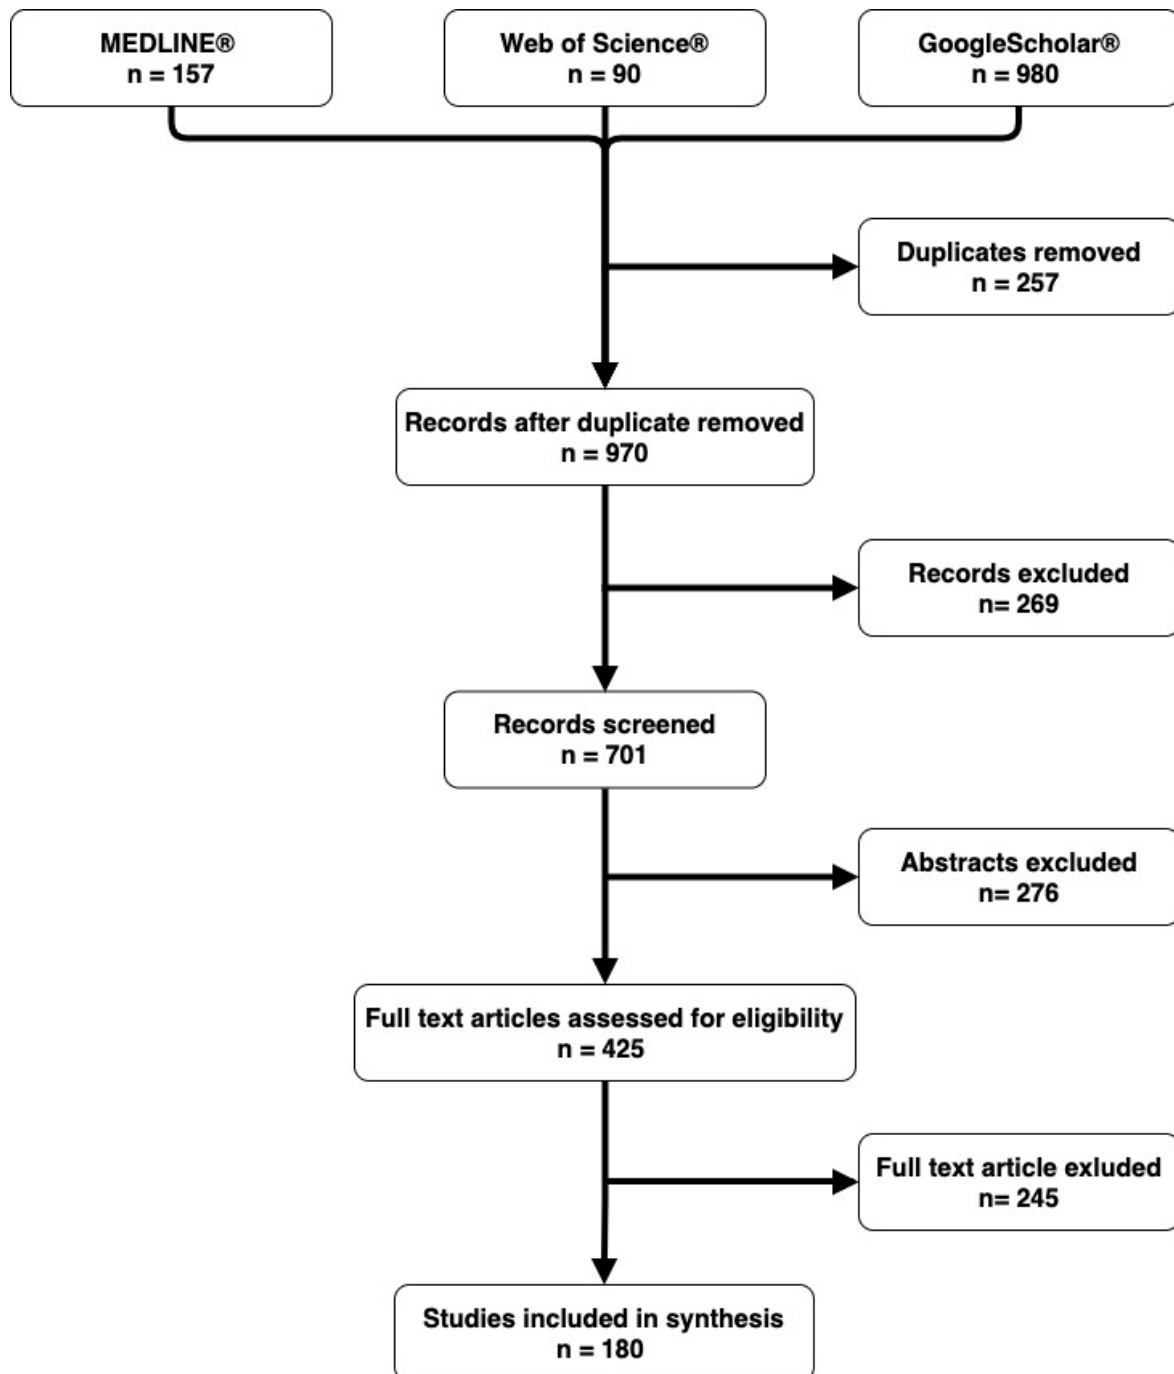 MEDLINE®
n = 157
Web of Science®
n = 90
GoogleScholar®
n = 980
Duplicates removed
n = 257
Records after duplicate removed
n = 970
Records excluded
n= 269
Records screened
n = 701
Abstracts excluded
n= 276
Full text articles assessed for eligibility
n = 425
Full text article exluded
n= 245
Studies included in synthesis
n = 180